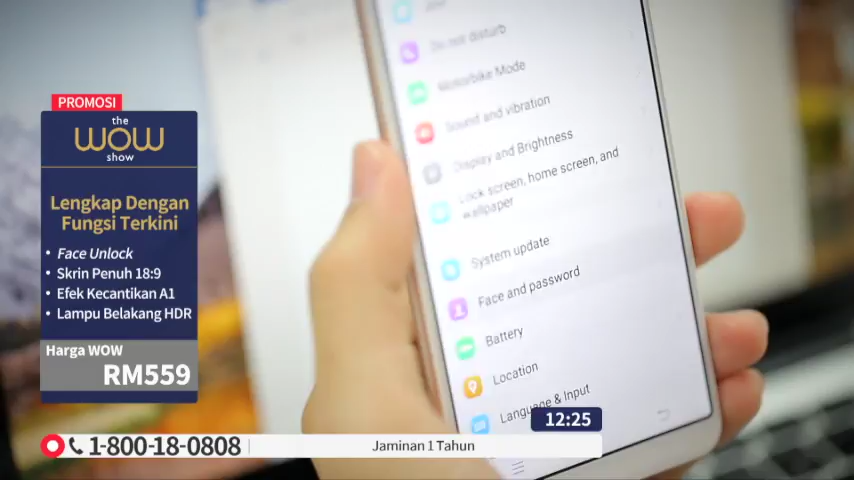 PROMOSI
the
WOW
show
Lengkap Dengan
Fungsi Terkini
• Face Unlock
• Skrin Penuh 18:9
• Efek Kecantikan A1
• Lampu Belakang HDR
Harga WOW
RM559
Do not disturb
Motorbike Mode
Sound and vibration
Display and Brightness
Lock screen, home screen, and
wallpaper
System update
Face and password
Battery
Location
Language & Input
12:25
1-800-18-0808
Jaminan 1 Tahun